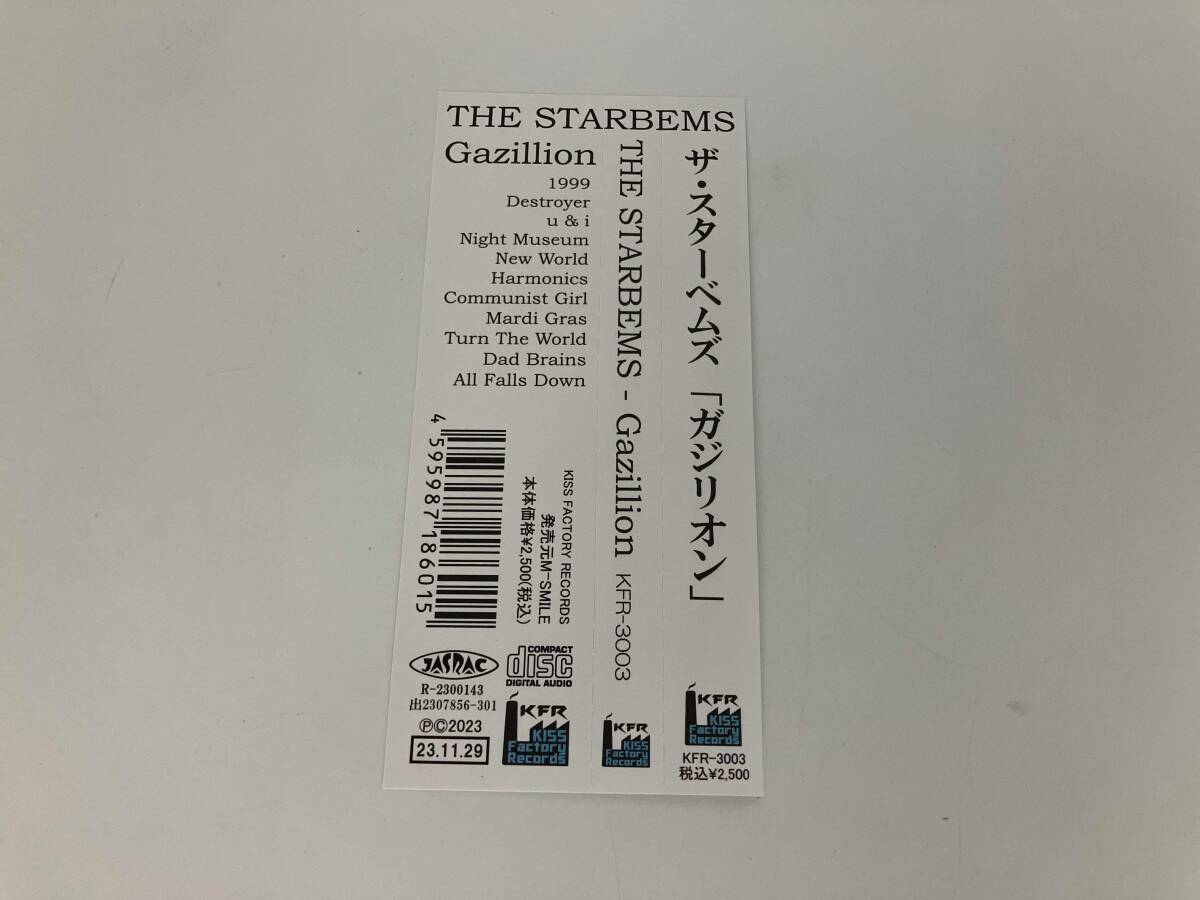 THE STARBEMS
Gazillion
1999
Destroyer
u & i
Night Museum
New World
Harmonics
Communist Girl
Mardi Gras
Turn The World
Dad Brains
All Falls Down
4 595987 186015
KISS FACTORY RECORDS
発売元M-SMILE
本体価格¥2,500(税込)
JASRAC
R-2300143
出2307856-301
℗©2023
23.11.29
COMPACT
disc
DIGITAL AUDIO
KFR
KISS
Factory
Records
THE STARBEMS - Gazillion KFR-3003
KFR
KISS
Factory
Records
ザ・スターベムズ「ガジリオン」
KFR
KISS
Factory
Records
KFR-3003
税込¥2,500